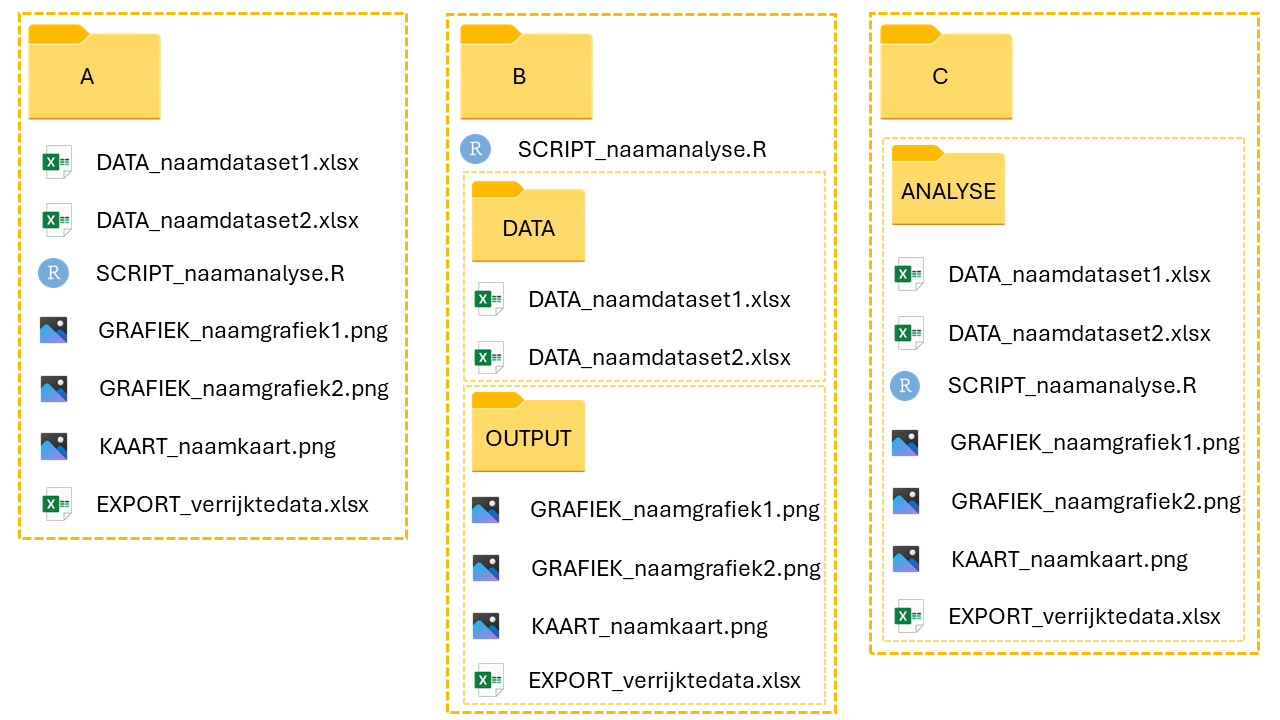 A
DATA_naamdataset1.xlsx
DATA_naamdataset2.xlsx
R
SCRIPT_naamanalyse.R
GRAFIEK_naamgrafiek1.png
GRAFIEK_naamgrafiek2.png
KAART_naamkaart.png
EXPORT_verrijktedata.xlsx
B
R
SCRIPT_naamanalyse.R
DATA
DATA_naamdataset1.xlsx
DATA_naamdataset2.xlsx
OUTPUT
GRAFIEK_naamgrafiek1.png
GRAFIEK_naamgrafiek2.png
KAART_naamkaart.png
EXPORT_verrijktedata.xlsx
C
ANALYSE
DATA_naamdataset1.xlsx
DATA_naamdataset2.xlsx
R
SCRIPT_naamanalyse.R
GRAFIEK_naamgrafiek1.png
GRAFIEK_naamgrafiek2.png
KAART_naamkaart.png
EXPORT_verrijktedata.xlsx